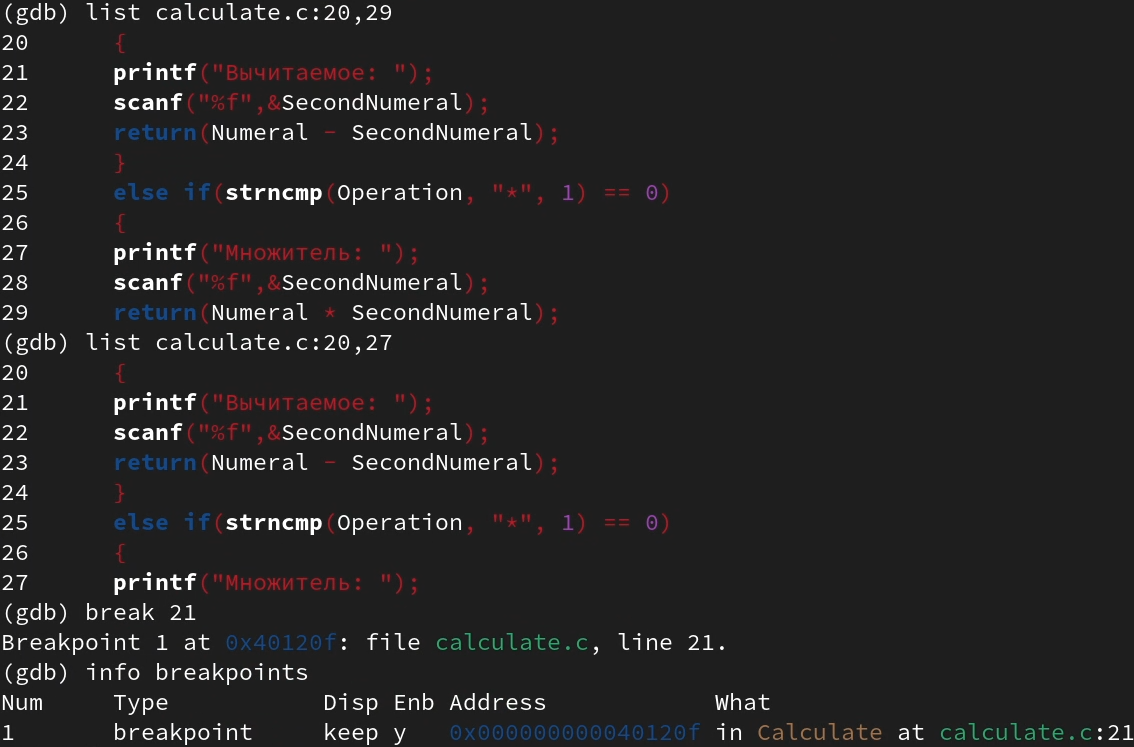 (gdb) list calculate.c:20,29
20      {
21      printf("Вычитаемое: ");
22      scanf("%f",&SecondNumeral);
23      return(Numeral - SecondNumeral);
24      }
25      else if(strncmp(Operation, "*", 1) == 0)
26      {
27      printf("Множитель: ");
28      scanf("%f",&SecondNumeral);
29      return(Numeral * SecondNumeral);
(gdb) list calculate.c:20,27
20      {
21      printf("Вычитаемое: ");
22      scanf("%f",&SecondNumeral);
23      return(Numeral - SecondNumeral);
24      }
25      else if(strncmp(Operation, "*", 1) == 0)
26      {
27      printf("Множитель: ");
(gdb) break 21
Breakpoint 1 at 0x40120f: file calculate.c, line 21.
(gdb) info breakpoints
Num     Type           Disp Enb Address            What
1       breakpoint     keep y   0x000000000040120f in Calculate at calculate.c:21